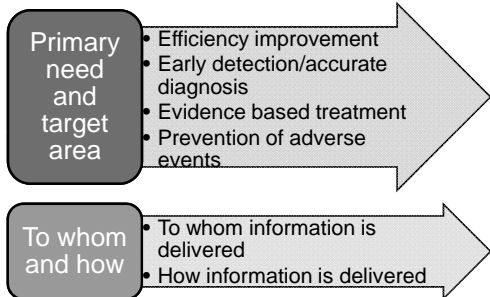 Primary
need
and
target
area
• Efficiency improvement
• Early detection/accurate
diagnosis
• Evidence based treatment
• Prevention of adverse
events
To whom
and how
• To whom information is
delivered
• How information is delivered